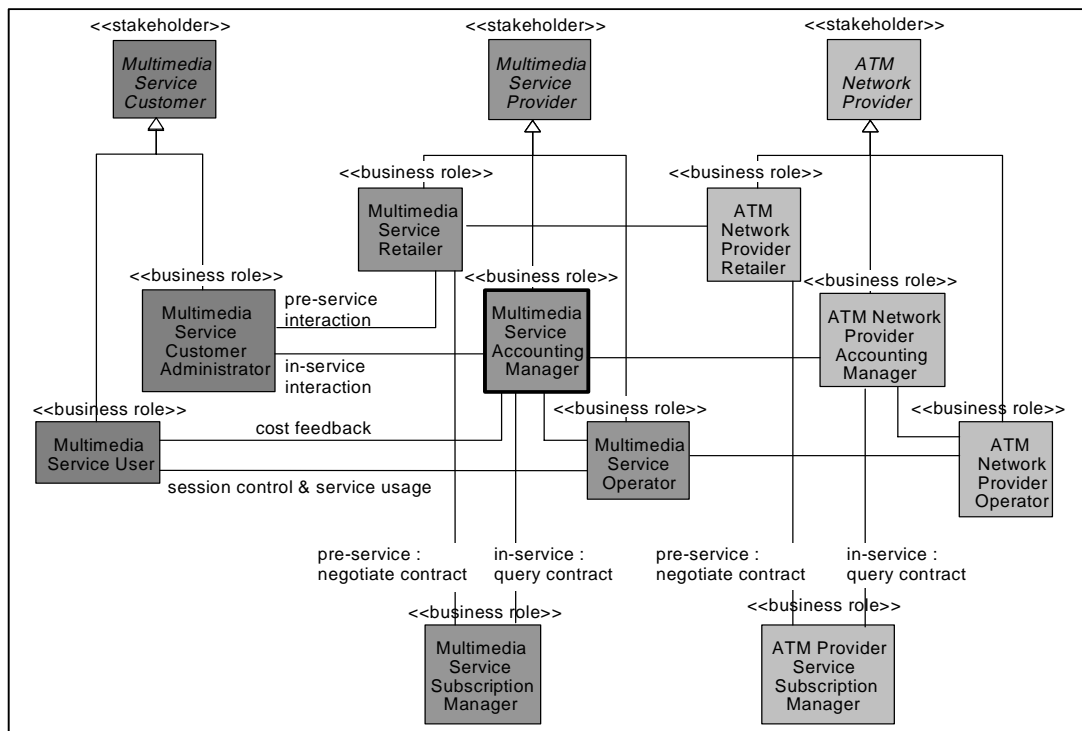 <<stakeholder>>
Multimedia
Service
Customer
<<stakeholder>>
Multimedia
Service
Provider
<<stakeholder>>
ATM
Network
Provider
<<business role>>
Multimedia
Service
Retailer
<<business role>>
ATM
Network
Provider
Retailer
<<business role>>
Multimedia
Service
Customer
Administrator
pre-service
interaction
in-service
interaction
<<business role>>
Multimedia
Service
Accounting
Manager
<<business role>>
ATM Network
Provider
Accounting
Manager
<<business role>>
Multimedia
Service User
cost feedback
session control & service usage
<<business role>>
Multimedia
Service
Operator
<<business role>>
ATM
Network
Provider
Operator
pre-service :
negotiate contract
in-service :
query contract
pre-service :
negotiate contract
in-service :
query contract
<<business role>>
Multimedia
Service
Subscription
Manager
<<business role>>
ATM Provider
Service
Subscription
Manager